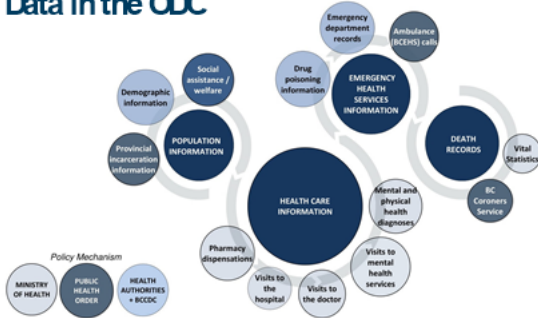 Data in the ODC
Emergency
department
records
Ambulance
(BCEHS) calls
Drug
poisoning
information
EMERGENCY
HEALTH
SERVICES
INFORMATION
Social
assistance /
welfare
Demographic
information
POPULATION
INFORMATION
Provincial
incarceration
information
DEATH
RECORDS
Vital
Statistics
BC
Coroners
Service
HEALTH CARE
INFORMATION
Mental and
physical
health
diagnoses
Pharmacy
dispensations
Visits to
the
hospital
Visits to
the doctor
Visits to
mental
health
services
Policy Mechanism
MINISTRY
OF HEALTH
PUBLIC
HEALTH
ORDER
HEALTH
AUTHORITIES
+ BCCDC